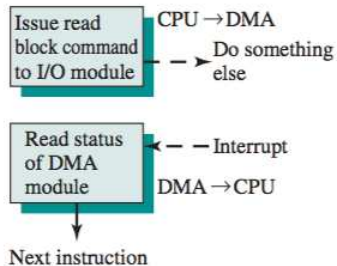 Issue read
block command
to I/O module
CPU → DMA
Do something
else
Read status
of DMA
module
Interrupt
DMA → CPU
Next instruction